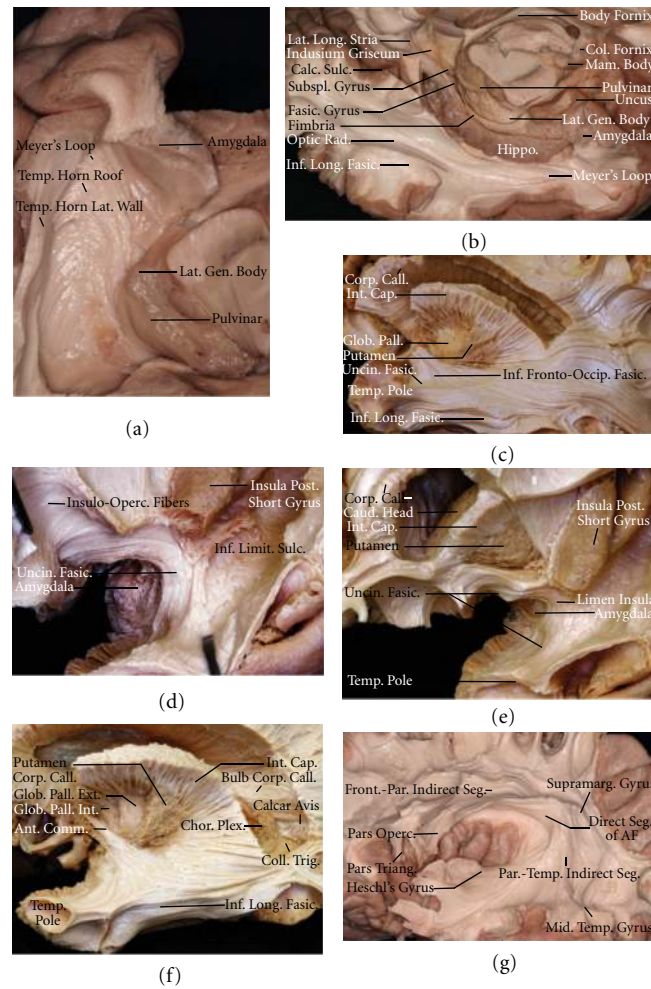 Meyer's Loop
Amygdala
Temp. Horn Roof
Temp. Horn Lat. Wall
Lat. Gen. Body
Pulvinar
(a)
Body Fornix
Lat. Long. Stria
Indusium Griseum
Col. Fornix
Calc. Sulc.
Mam. Body
Subspl. Gyrus
Pulvinar
Uncus
Fasic. Gyrus
Fimbria
Lat. Gen. Body
Optic Rad.
Amygdala
Hippo.
Inf. Long. Fasic.
Meyer's Loop
(b)
Corp. Call.
Int. Cap.
Glob. Pall.
Putamen
Uncin. Fasic.
Inf. Fronto-Occip. Fasic.
Temp. Pole
Inf. Long. Fasic.
(c)
Insulo-Operc. Fibers
Insula Post.
Short Gyrus
Inf. Limit. Sulc.
Uncin. Fasic.
Amygdala
(d)
Corp. Call.
Caud. Head
Int. Cap.
Putamen
Insula Post.
Short Gyrus
Uncin. Fasic.
Limen Insula
Amygdala
Temp. Pole
(e)
Putamen
Corp. Call.
Glob. Pall. Ext.
Glob. Pall. Int.
Ant. Comm.
Int. Cap.
Bulb Corp. Call.
Calcar Avis
Chor. Plex.
Coll. Trig.
Temp.
Pole
Inf. Long. Fasic.
(f)
Front.-Par. Indirect Seg.
Supramarg. Gyrus
Pars Operc.
Direct Seg.
of AF
Pars Triang.
Par.-Temp. Indirect Seg.
Heschl's Gyrus
Mid. Temp. Gyrus
(g)